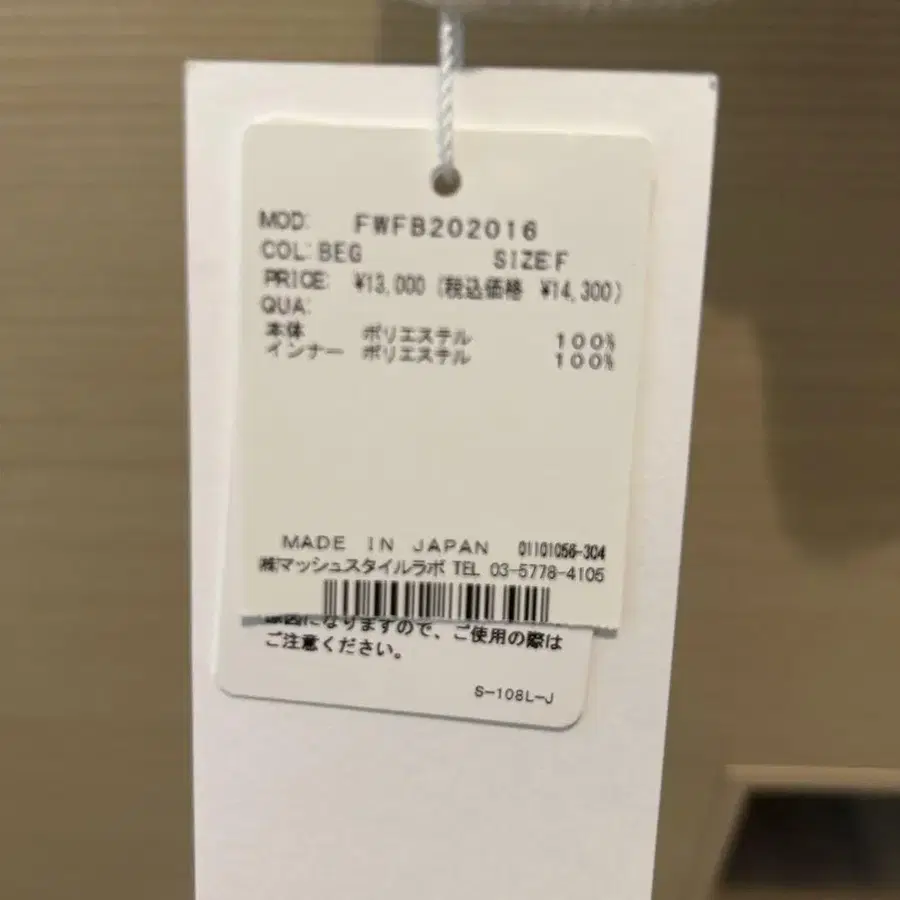 MOD: FWFB202016
COL:BEG SIZE:F
PRICE: ¥13,000 (税込価格 ¥14,300)
QUA:
本体 ポリエステル 100%
インナー ポリエステル 100%
MADE IN JAPAN 01101056-304
㈱マッシュスタイルラボ TEL 03-5778-4105
原因になりますので、ご使用の際は
ご注意ください。
S-108L-J